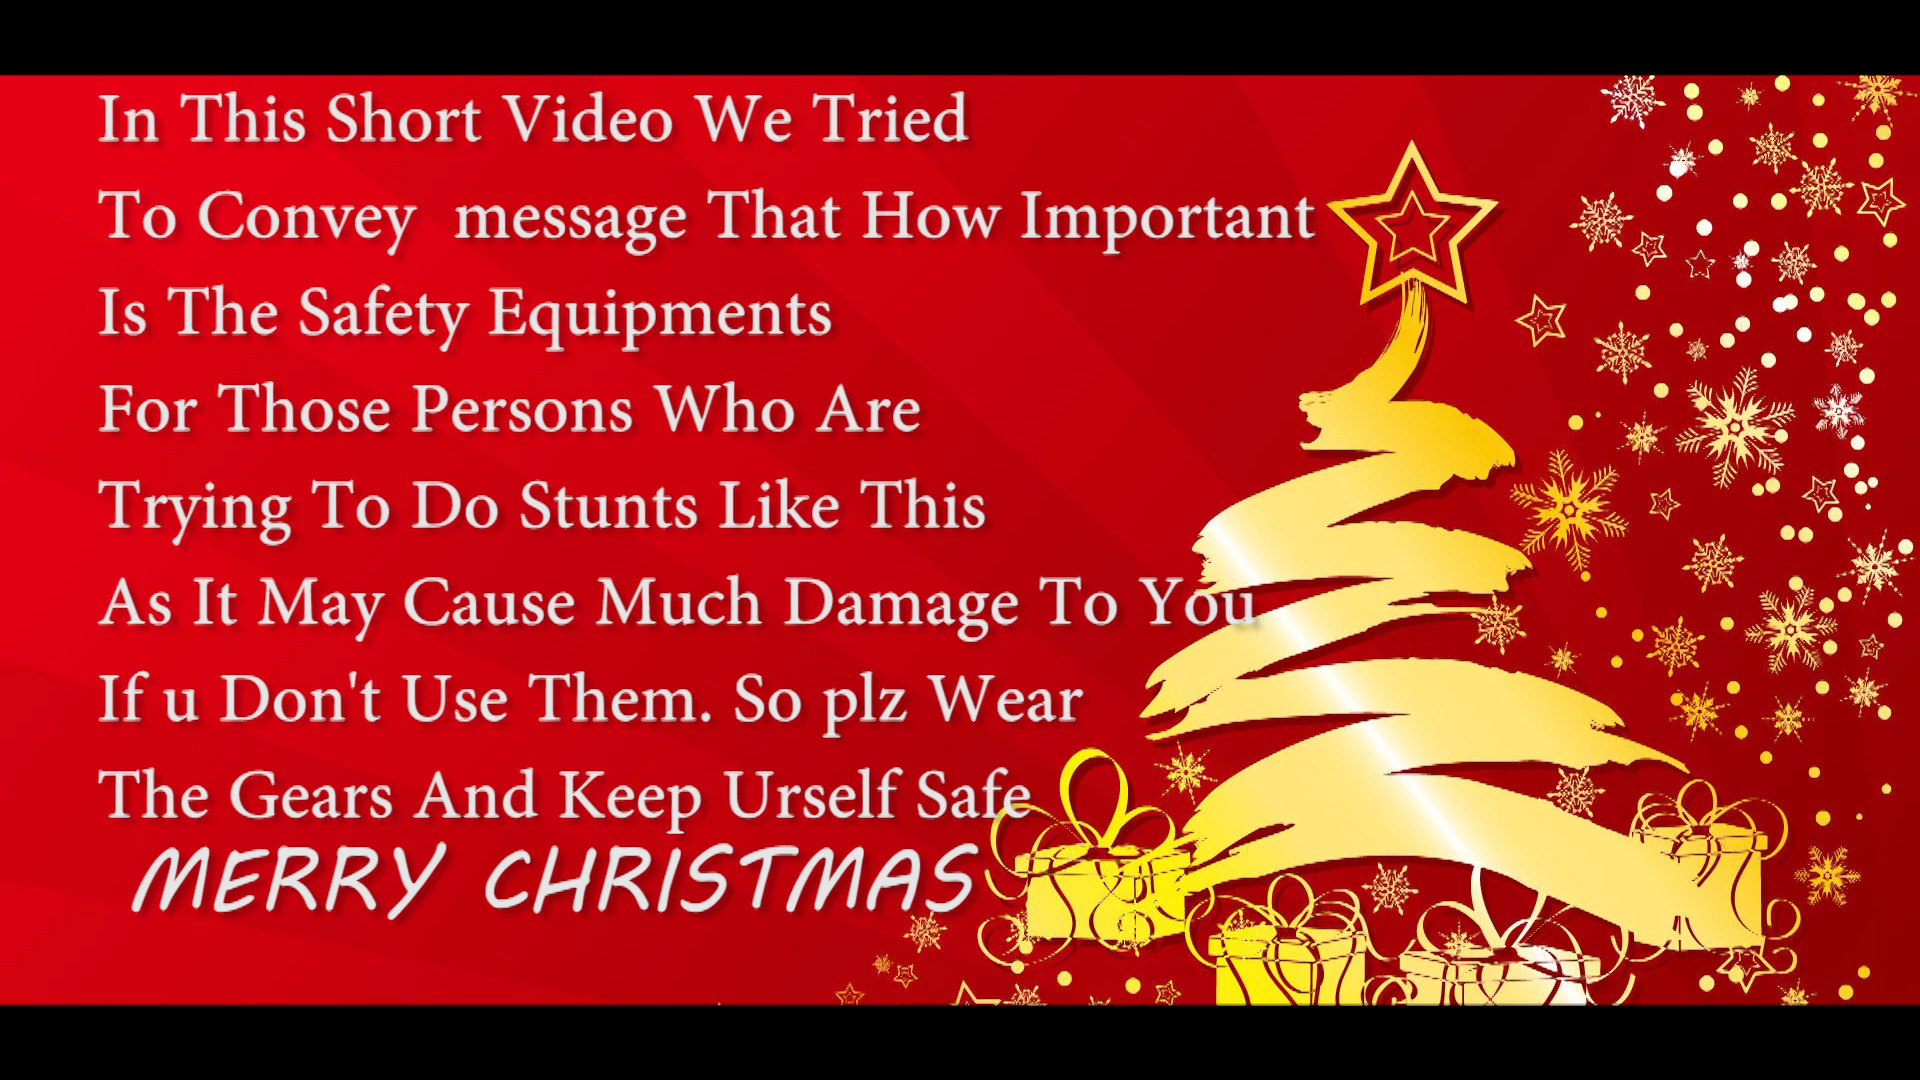 In This Short Video We Tried
To Convey  message That How Important
Is The Safety Equipments
For Those Persons Who Are
Trying To Do Stunts Like This
As It May Cause Much Damage To You
If u Don't Use Them. So plz Wear
The Gears And Keep Urself Safe
MERRY CHRISTMAS